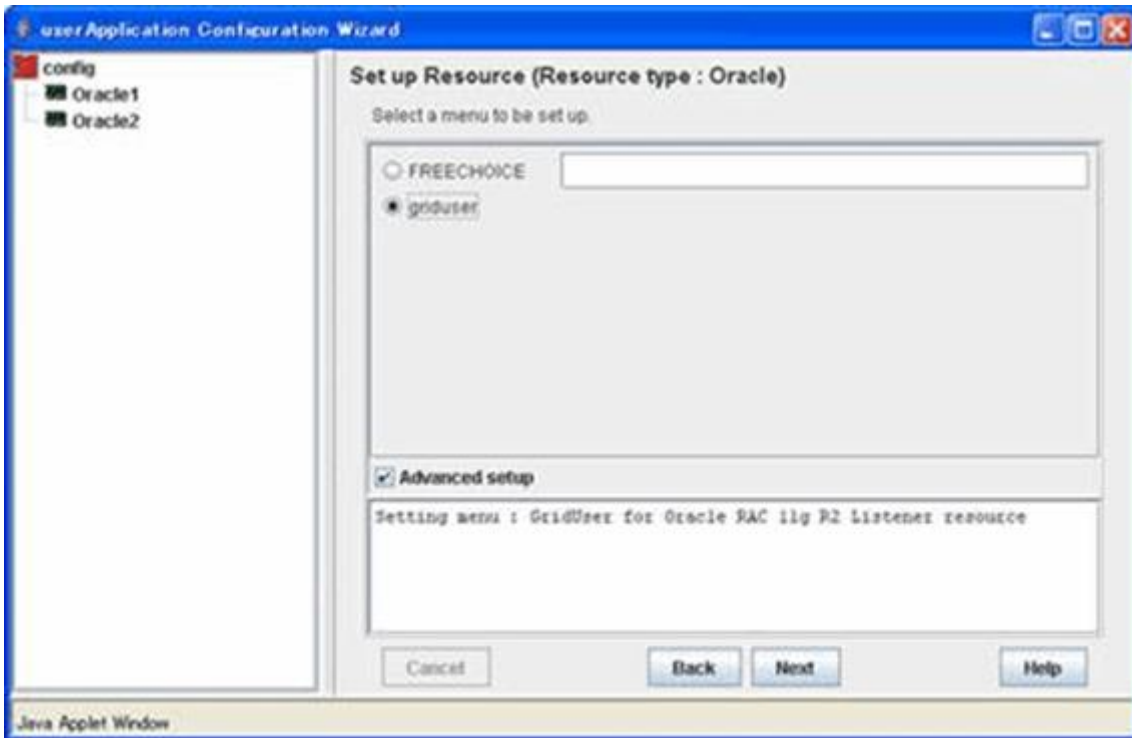 userApplication Configuration Wizard
config
Oracle1
Oracle2
Set up Resource (Resource type : Oracle)
Select a menu to be set up.
FREECHOICE
griduser
Advanced setup
Setting menu : GridUser for Oracle RAC 11g R2 Listener resource
Cancel
Back
Next
Help
Java Applet Window